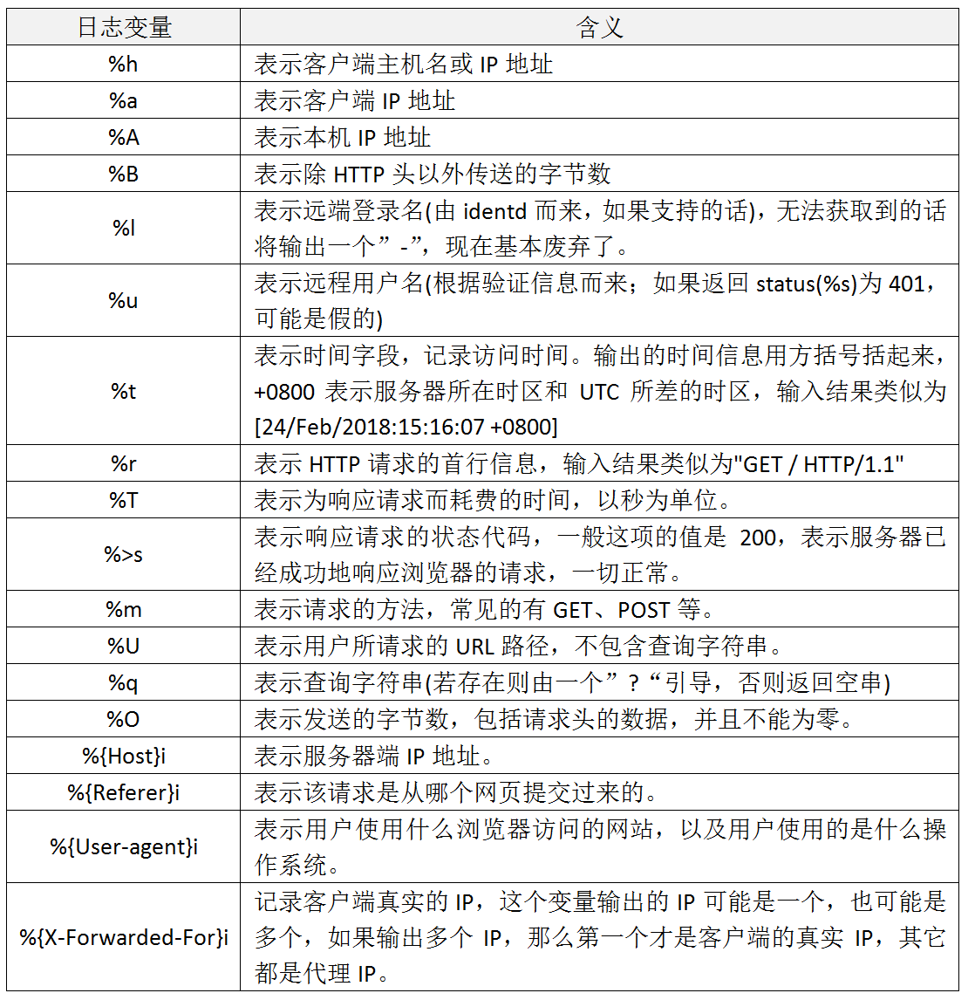 日志变量 含义
%h 表示客户端主机名或 IP 地址
%a 表示客户端 IP 地址
%A 表示本机 IP 地址
%B 表示除 HTTP 头以外传送的字节数
%l 表示远端登录名(由 identd 而来，如果支持的话)，无法获取到的话
将输出一个”-”，现在基本废弃了。
%u 表示远程用户名(根据验证信息而来；如果返回 status(%s)为 401，
可能是假的)
%t 表示时间字段，记录访问时间。输出的时间信息用方括号括起来，
+0800 表示服务器所在时区和 UTC 所差的时区，输入结果类似为
[24/Feb/2018:15:16:07 +0800]
%r 表示 HTTP 请求的首行信息，输入结果类似为"GET / HTTP/1.1"
%T 表示为响应请求而耗费的时间，以秒为单位。
%>s 表示响应请求的状态代码，一般这项的值是 200，表示服务器已
经成功地响应浏览器的请求，一切正常。
%m 表示请求的方法，常见的有 GET、POST 等。
%U 表示用户所请求的 URL 路径，不包含查询字符串。
%q 表示查询字符串(若存在则由一个”?“引导，否则返回空串)
%O 表示发送的字节数，包括请求头的数据，并且不能为零。
%{Host}i 表示服务器端 IP 地址。
%{Referer}i 表示该请求是从哪个网页提交过来的。
%{User-agent}i 表示用户使用什么浏览器访问的网站，以及用户使用的是什么操
作系统。
%{X-Forwarded-For}i 记录客户端真实的 IP，这个变量输出的 IP 可能是一个，也可能是
多个，如果输出多个 IP，那么第一个才是客户端的真实 IP，其它
都是代理 IP。